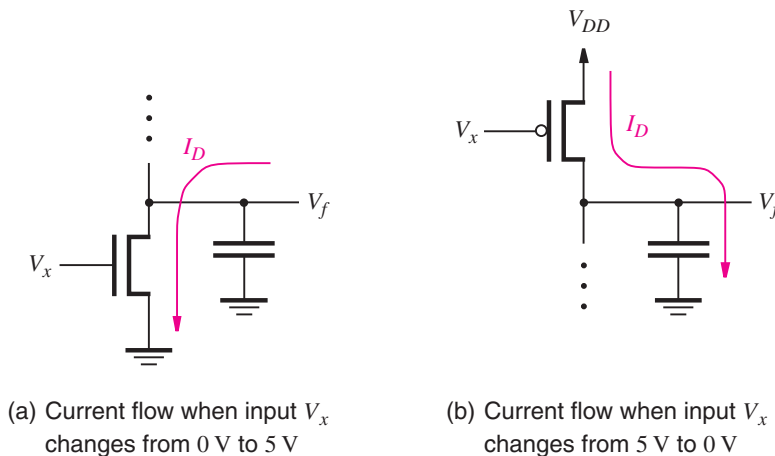 V_DD
V_x
I_D
V_f
V_x
I_D
V_f
(a) Current flow when input V_x
changes from 0 V to 5 V
(b) Current flow when input V_x
changes from 5 V to 0 V